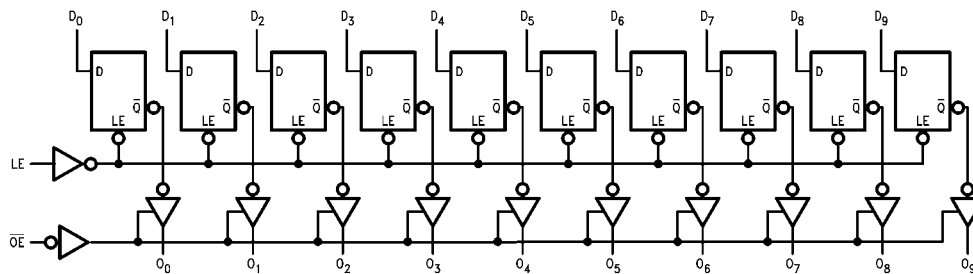 D0 D1 D2 D3 D4 D5 D6 D7 D8 D9
D D D D D D D D D D
Q̅ Q̅ Q̅ Q̅ Q̅ Q̅ Q̅ Q̅ Q̅ Q̅
LE LE LE LE LE LE LE LE LE LE
LE
O̅E̅
O0 O1 O2 O3 O4 O5 O6 O7 O8 O9